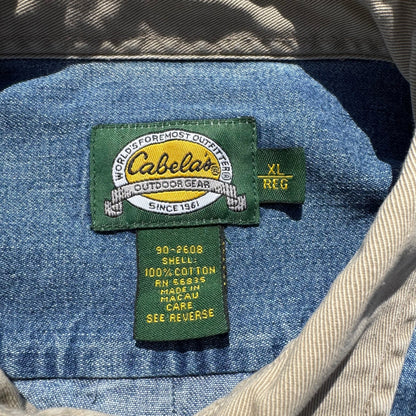 WORLD'S FOREMOST OUTFITTER®
Cabela's®
OUTDOOR GEAR
SINCE 1961
XL
REG
90-2608
SHELL:
100% COTTON
RN 56835
MADE IN
MACAU
CARE
SEE REVERSE